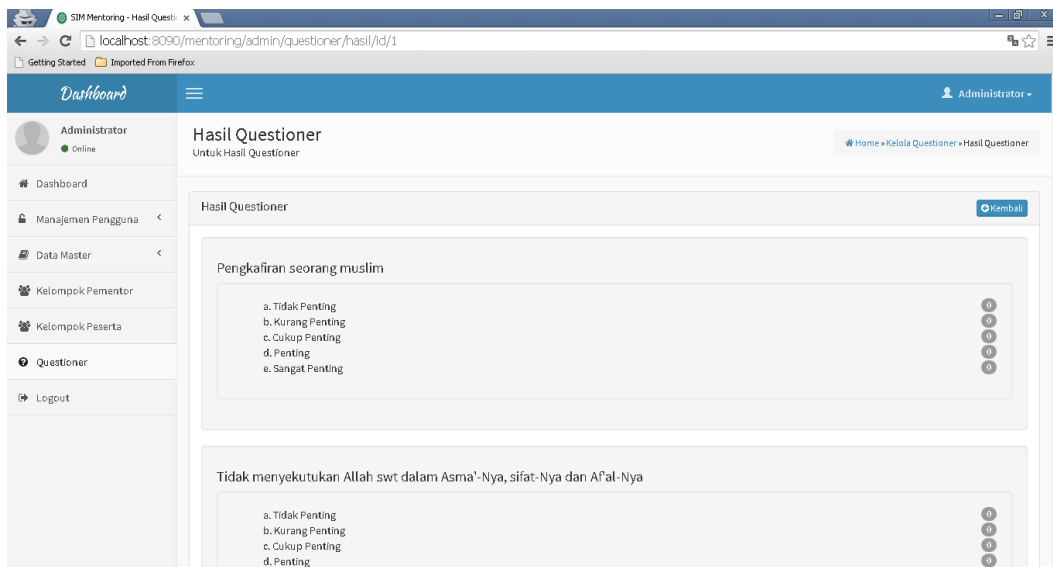 SIM Mentoring - Hasil Questi
localhost:8090/mentoring/admin/questioner/hasil/id/1
Getting Started Imported From Firefox
Dashboard
Administrator
Administrator
Online
Hasil Questioner
Untuk Hasil Questioner
Home » Kelola Questioner » Hasil Questioner
Dashboard
Manajemen Pengguna
Data Master
Kelompok Pementor
Kelompok Peserta
Questioner
Logout
Hasil Questioner
Kembali
Pengkafiran seorang muslim
a. Tidak Penting 0
b. Kurang Penting 0
c. Cukup Penting 0
d. Penting 0
e. Sangat Penting 0
Tidak menyekutukan Allah swt dalam Asma'-Nya, sifat-Nya dan Af'al-Nya
a. Tidak Penting 0
b. Kurang Penting 0
c. Cukup Penting 0
d. Penting 0